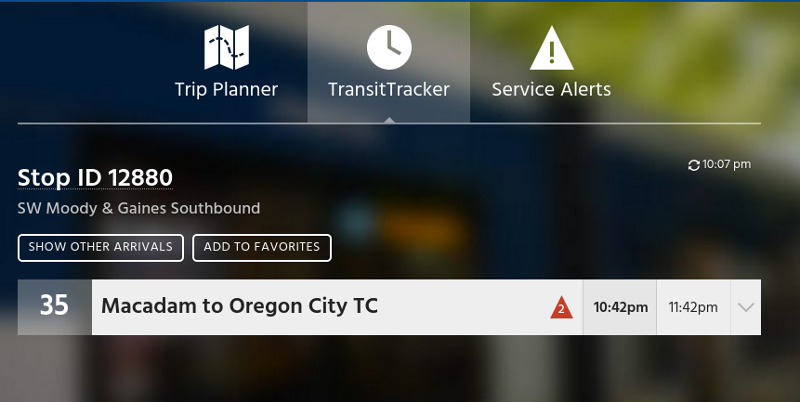 Trip Planner
TransitTracker
Service Alerts
10:07 pm
Stop ID 12880
SW Moody & Gaines Southbound
SHOW OTHER ARRIVALS
ADD TO FAVORITES
35 Macadam to Oregon City TC 2 10:42pm 11:42pm